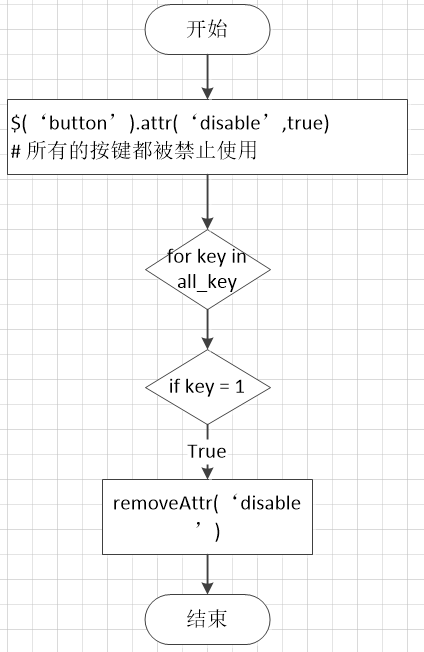 开始
$(‘button’).attr(‘disable’,true)
# 所有的按键都被禁止使用
for key in
all_key
if key = 1
True
removeAttr(‘disable
’)
结束